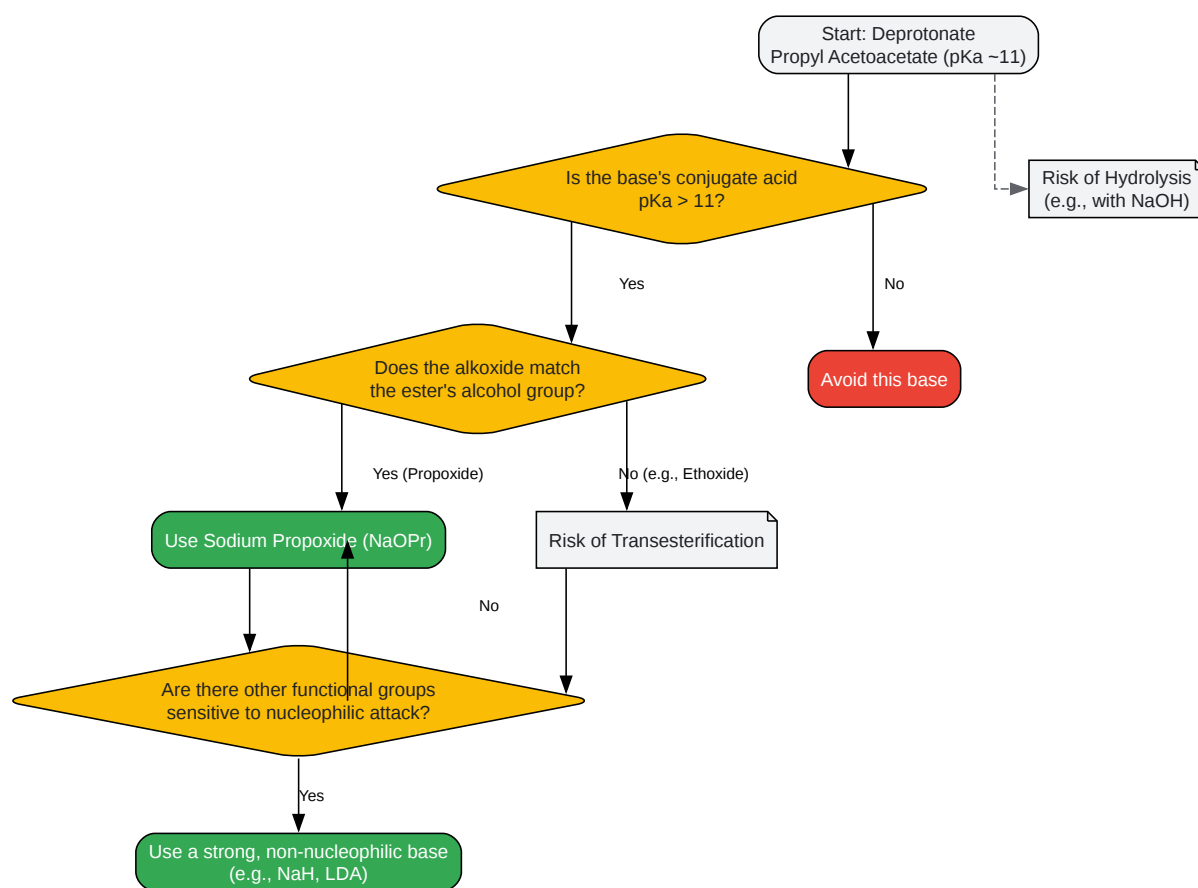 Start: Deprotonate
Propyl Acetoacetate (pKa ~11)
Is the base's conjugate acid
pKa > 11?
Risk of Hydrolysis
(e.g., with NaOH)
Yes
No
Does the alkoxide match
the ester's alcohol group?
Avoid this base
Yes (Propoxide)
No (e.g., Ethoxide)
Use Sodium Propoxide (NaOPr)
Risk of Transesterification
No
Are there other functional groups
sensitive to nucleophilic attack?
Yes
Use a strong, non-nucleophilic base
(e.g., NaH, LDA)